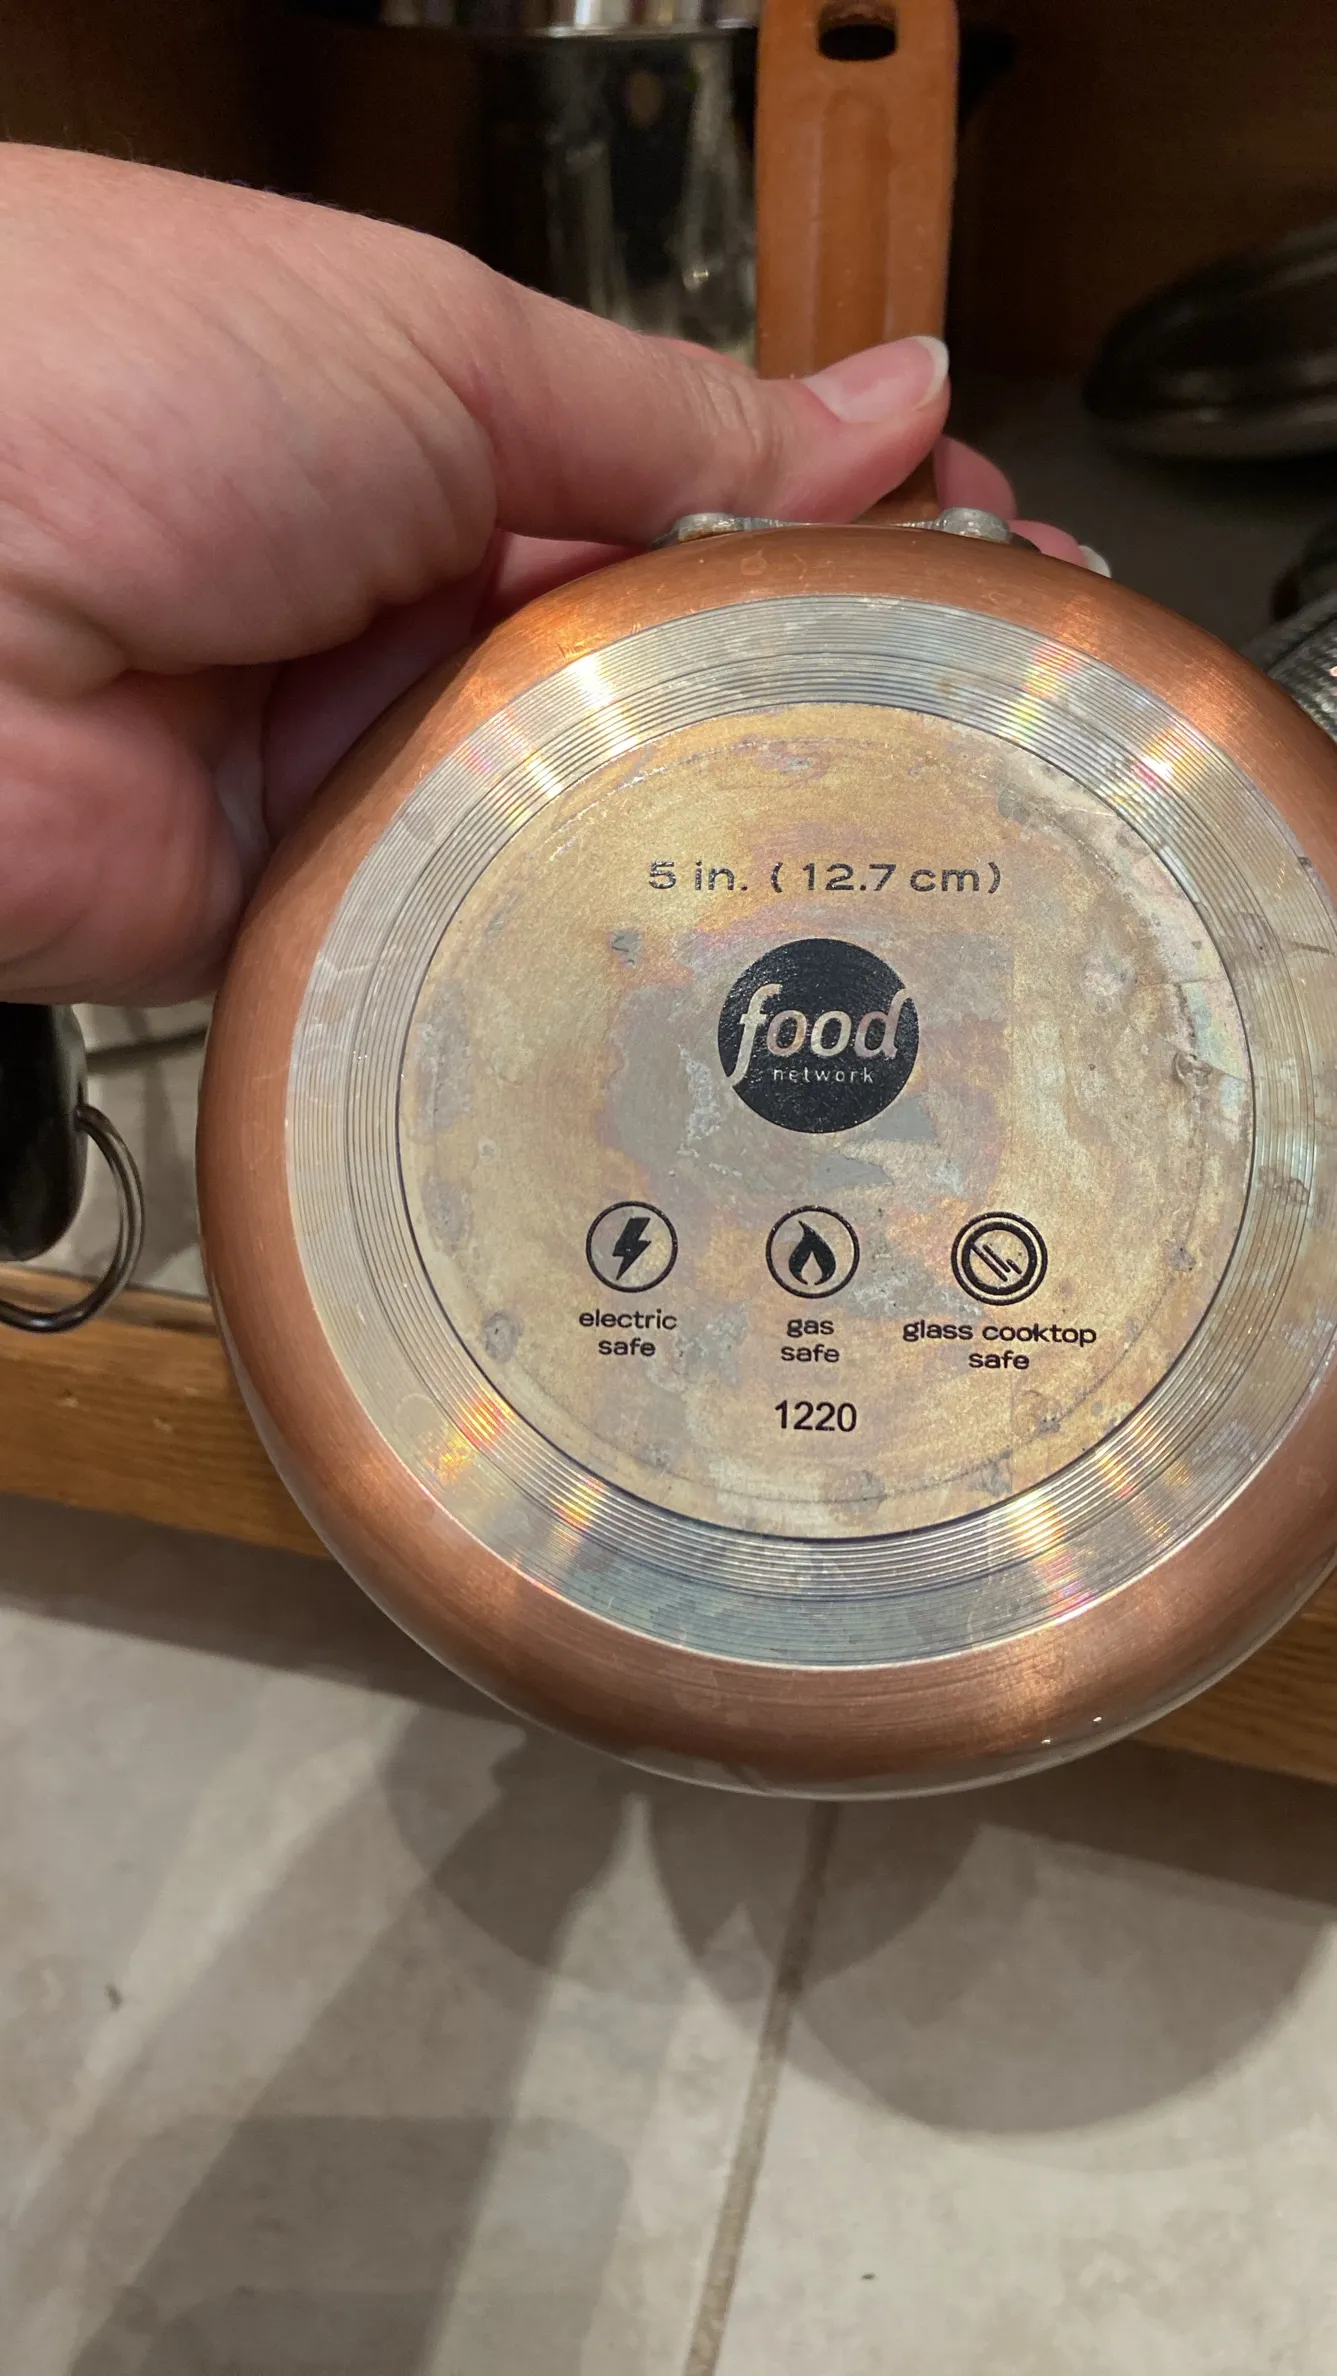 5 in. ( 12.7 cm)
food
network
electric
safe
gas
safe
glass cooktop
safe
1220